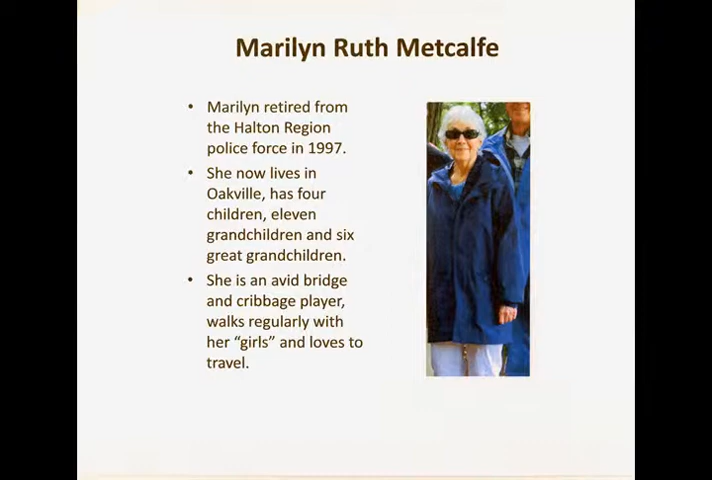 Marilyn Ruth Metcalfe
• Marilyn retired from
the Halton Region
police force in 1997.
• She now lives in
Oakville, has four
children, eleven
grandchildren and six
great grandchildren.
• She is an avid bridge
and cribbage player,
walks regularly with
her “girls” and loves to
travel.